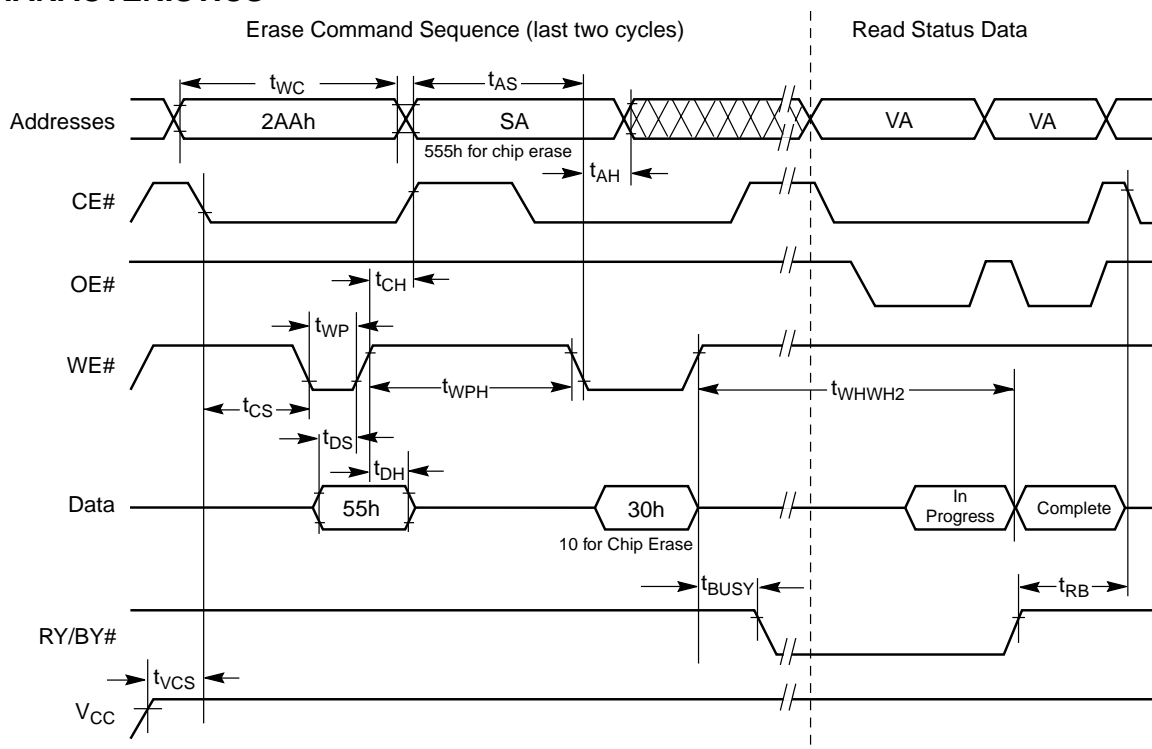 Erase Command Sequence (last two cycles) Read Status Data
tWC tAS
Addresses 2AAh SA VA VA
555h for chip erase
tAH
CE#
OE# tCH
tWP
WE#
tWPH tWHWH2
tCS
tDS
tDH
Data 55h 30h In Progress Complete
10 for Chip Erase
tBUSY tRB
RY/BY#
tVCS
VCC